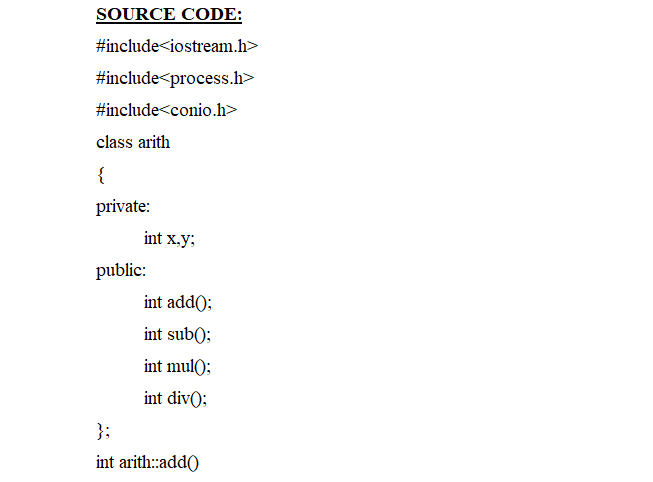 SOURCE CODE:
#include<iostream.h>
#include<process.h>
#include<conio.h>
class arith
{
private:
int x,y;
public:
int add();
int sub();
int mul();
int div();
};
int arith::add()